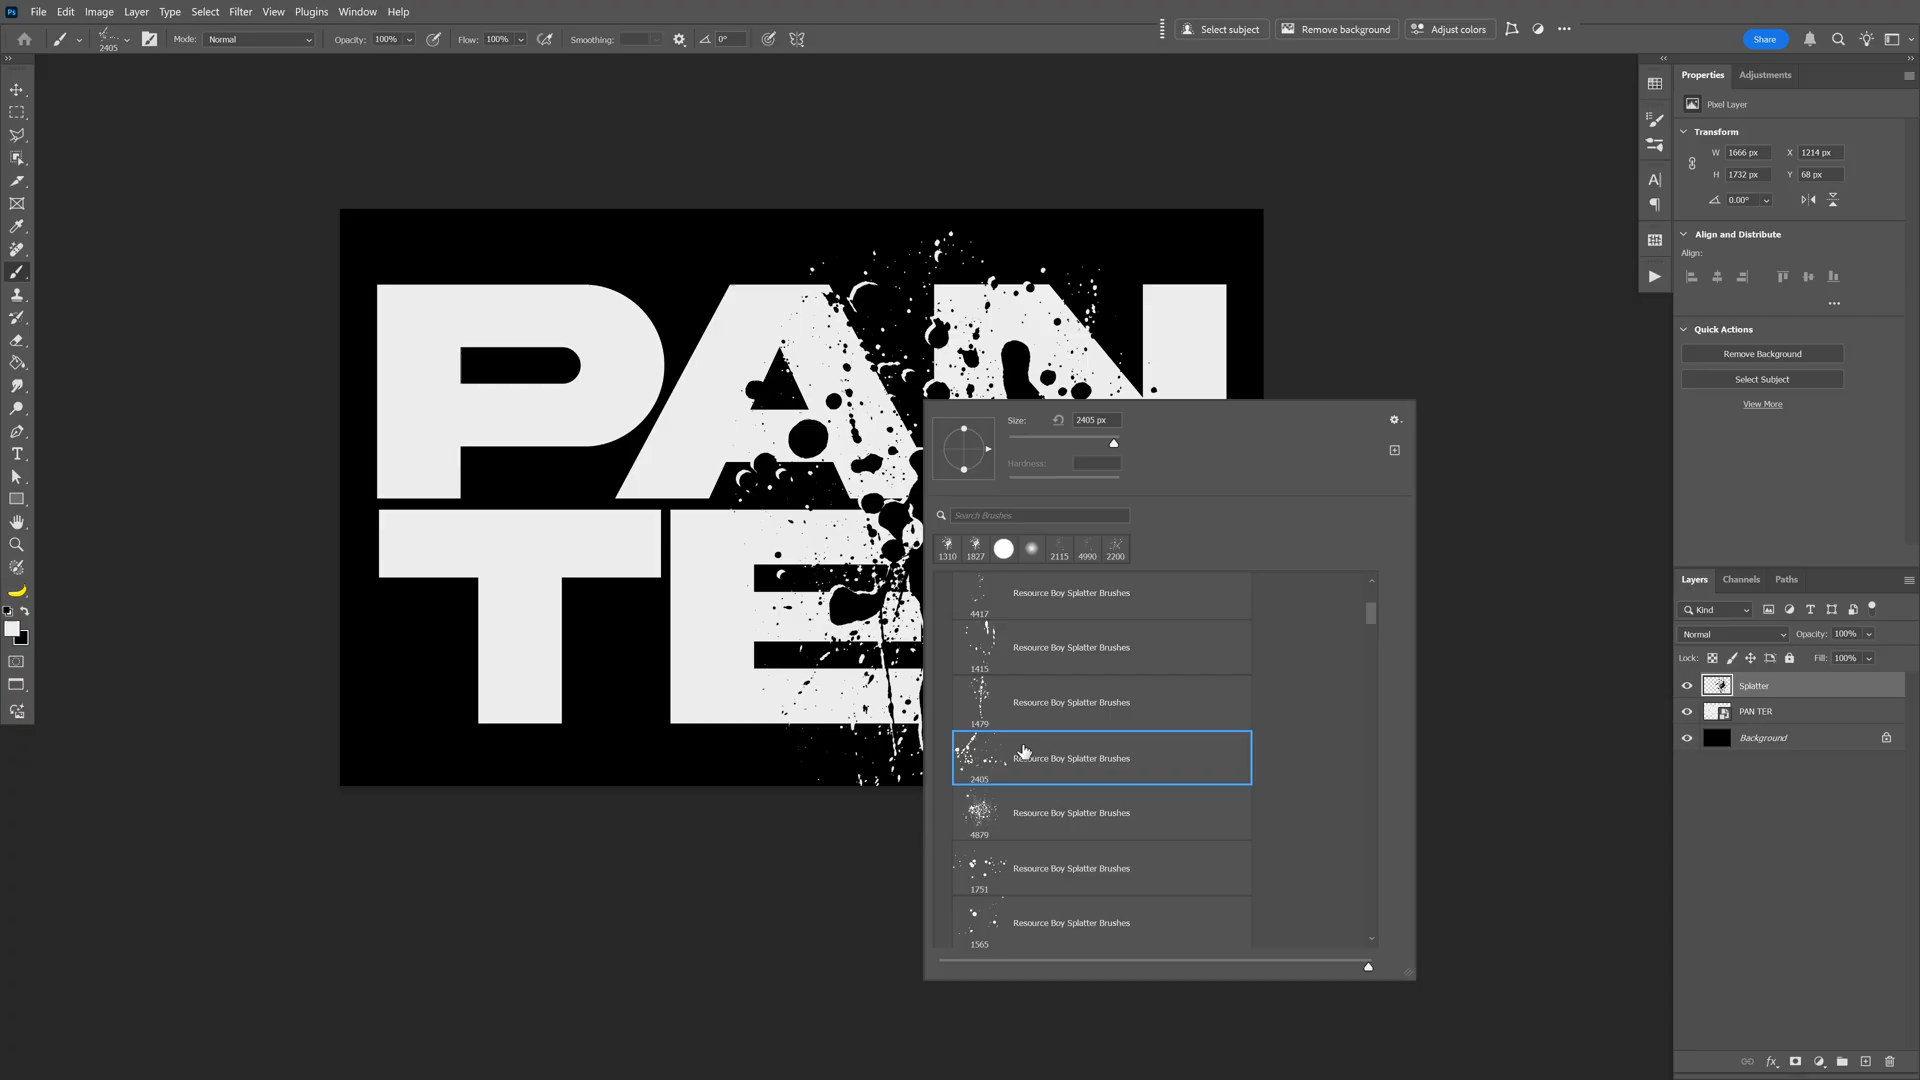 Ps File Edit Image Layer Type Select Filter View Plugins Window Help
2405 Mode: Normal Opacity: 100% Flow: 100% Smoothing: 0°
Select subject Remove background Adjust colors
Share
Properties Adjustments
Pixel Layer
Transform
W 1666 px X 1214 px
H 1732 px Y 68 px
0.00°
Align and Distribute
Align:
Quick Actions
Remove Background
Select Subject
View More
PAN
TE
Size: 2405 px
Hardness:
Search Brushes
1310 1827 2115 4990 2200
Resource Boy Splatter Brushes
4417
Resource Boy Splatter Brushes
1415
Resource Boy Splatter Brushes
1479
Resource Boy Splatter Brushes
2405
Resource Boy Splatter Brushes
4879
Resource Boy Splatter Brushes
1751
Resource Boy Splatter Brushes
1565
Layers Channels Paths
Kind
Normal Opacity: 100%
Lock: Fill: 100%
Splatter
PAN TER
Background